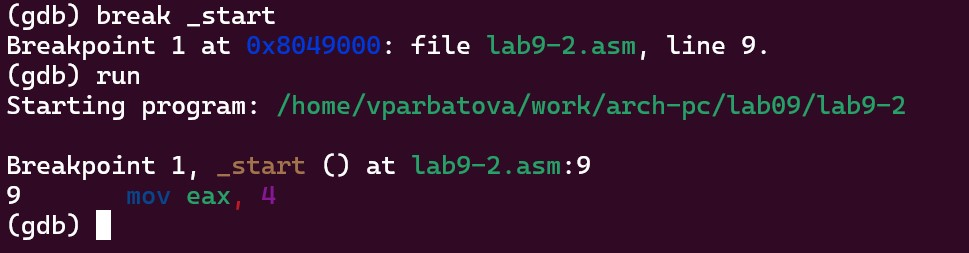 (gdb) break _start
Breakpoint 1 at 0x8049000: file lab9-2.asm, line 9.
(gdb) run
Starting program: /home/vparbatova/work/arch-pc/lab09/lab9-2
Breakpoint 1, _start () at lab9-2.asm:9
9	mov eax, 4
(gdb)